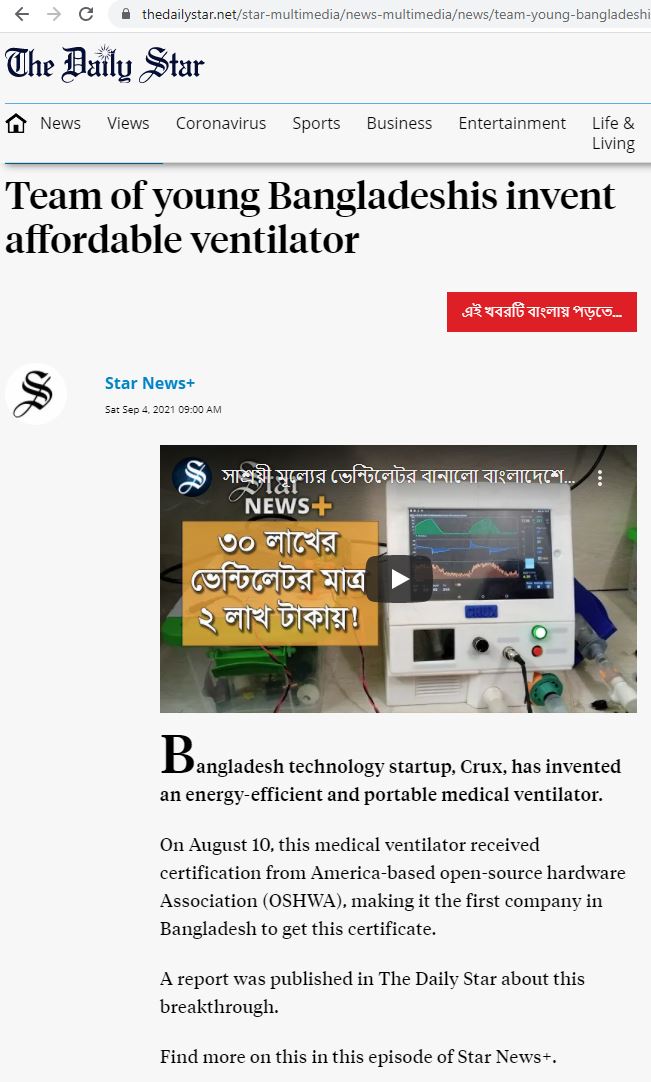 thedailystar.net/star-multimedia/news-multimedia/news/team-young-bangladeshi
The Daily Star
News Views Coronavirus Sports Business Entertainment Life &
Living
Team of young Bangladeshis invent
affordable ventilator
এই খবরটি বাংলায় পড়তে...
Star News+
Sat Sep 4, 2021 09:00 AM
সাশ্রয়ী মূল্যের ভেন্টিলেটর বানালো বাংলাদেশে...
Star
NEWS+
৩০ লাখের
ভেন্টিলেটর মাত্র
২ লাখ টাকায়!
CRUX
Bangladesh technology startup, Crux, has invented
an energy-efficient and portable medical ventilator.
On August 10, this medical ventilator received
certification from America-based open-source hardware
Association (OSHWA), making it the first company in
Bangladesh to get this certificate.
A report was published in The Daily Star about this
breakthrough.
Find more on this in this episode of Star News+.